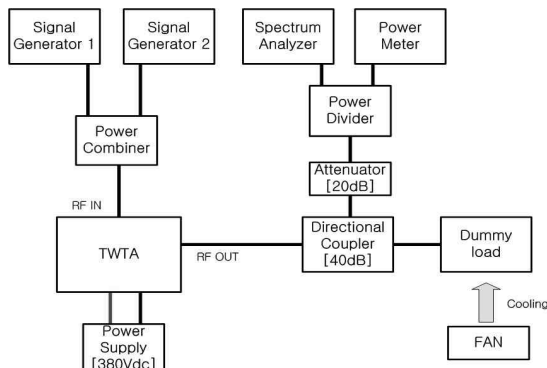 Signal
Generator 1
Signal
Generator 2
Spectrum
Analyzer
Power
Meter
Power
Combiner
Power
Divider
Attenuator
[20dB]
RF IN
TWTA
RF OUT
Directional
Coupler
[40dB]
Dummy
load
Cooling
Power
Supply
[380Vdc]
FAN